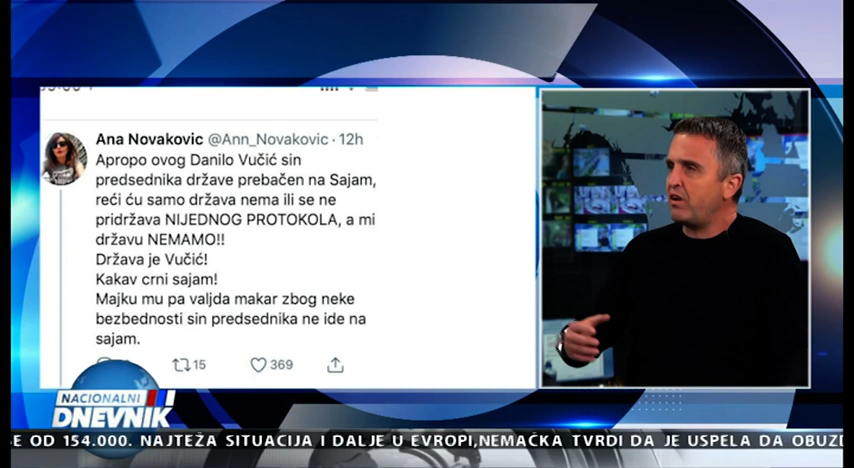 Ana Novakovic @Ann_Novakovic · 12h
Apropo ovog Danilo Vučić sin
predsednika države prebačen na Sajam,
reći ću samo država nema ili se ne
pridržava NIJEDNOG PROTOKOLA, a mi
državu NEMAMO!!
Država je Vučić!
Kakav crni sajam!
Majku mu pa valjda makar zbog neke
bezbednosti sin predsednika ne ide na
sajam.
15 369
NACIONALNI
DNEVNIK
E OD 154.000. NAJTEŽA SITUACIJA I DALJE U EVROPI,NEMAČKA TVRDI DA JE USPELA DA OBUZD